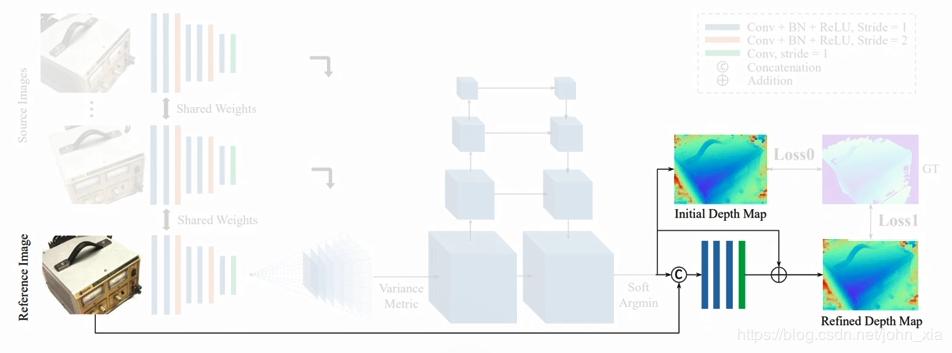 Conv + BN + ReLU, Stride = 1
Conv + BN + ReLU, Stride = 2
Conv, stride = 1
C Concatenation
Addition
Source Images
Shared Weights
Shared Weights
Reference Image
Variance
Metric
Soft
Argmin
C
Initial Depth Map
Loss0
GT
Loss1
Refined Depth Map
https://blog.csdn.net/john_xia